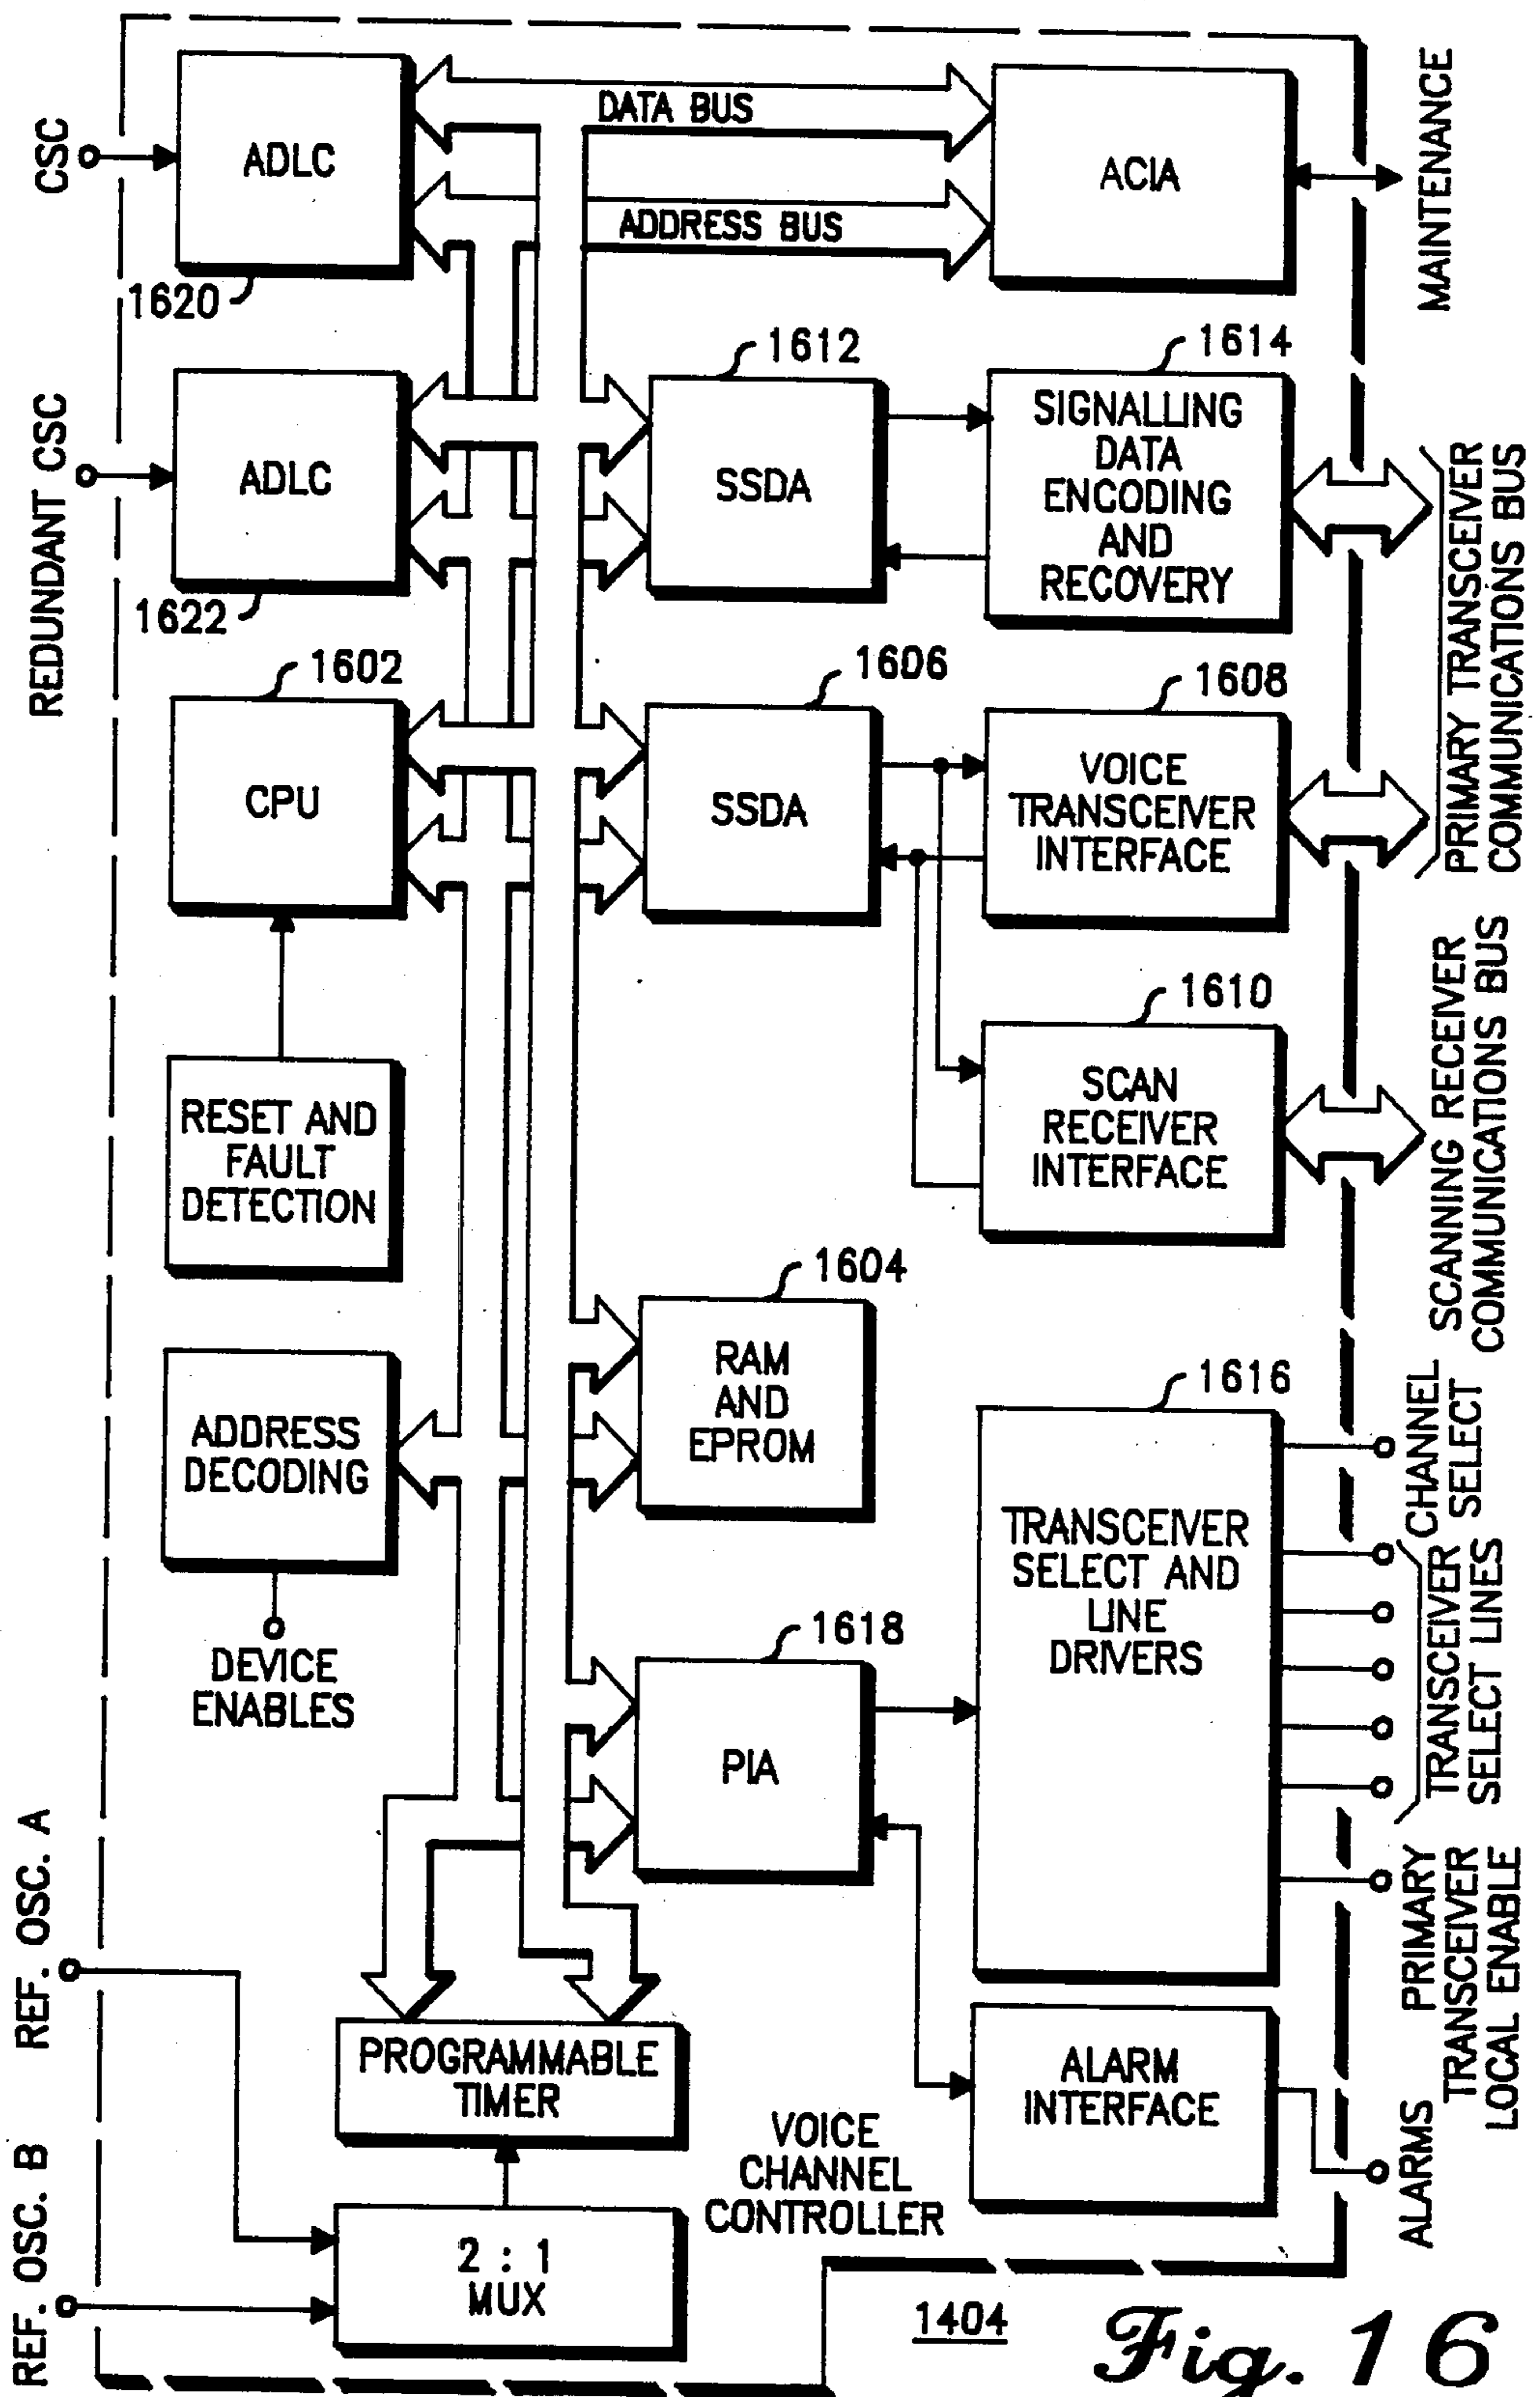 CSC
ADLC
1620
DATA BUS
ADDRESS BUS
ACIA
MAINTENANCE
REDUNDANT CSC
ADLC
1622
1612
SSDA
1614
SIGNALLING
DATA
ENCODING
AND
RECOVERY
PRIMARY TRANSCEIVER
COMMUNICATIONS BUS
1602
CPU
1606
SSDA
1608
VOICE
TRANSCEIVER
INTERFACE
RESET AND
FAULT
DETECTION
1610
SCAN
RECEIVER
INTERFACE
SCANNING RECEIVER
COMMUNICATIONS BUS
ADDRESS
DECODING
DEVICE
ENABLES
1604
RAM
AND
EPROM
1616
TRANSCEIVER
SELECT AND
LINE
DRIVERS
CHANNEL
SELECT
TRANSCEIVER
SELECT LINES
1618
PIA
PRIMARY
TRANSCEIVER
LOCAL ENABLE
REF. OSC. A
PROGRAMMABLE
TIMER
ALARM
INTERFACE
ALARMS
REF. OSC. B
2 : 1
MUX
VOICE
CHANNEL
CONTROLLER
1404
Fig. 16